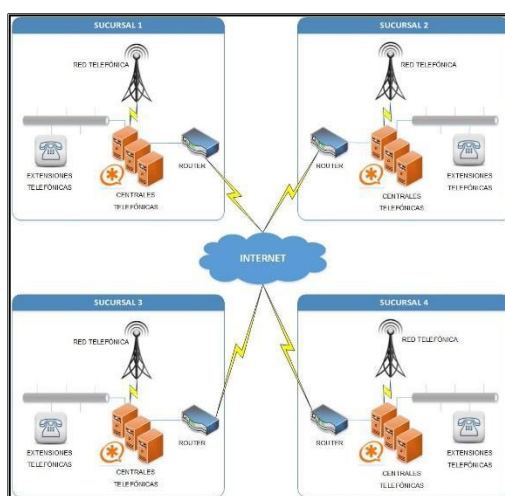 SUCURSAL 1
RED TELEFÓNICA
EXTENSIONES
TELEFÓNICAS
CENTRALES
TELEFÓNICAS
ROUTER
SUCURSAL 2
RED TELEFÓNICA
ROUTER
CENTRALES
TELEFÓNICAS
EXTENSIONES
TELEFÓNICAS
INTERNET
SUCURSAL 3
RED TELEFÓNICA
EXTENSIONES
TELEFÓNICAS
CENTRALES
TELEFÓNICAS
ROUTER
SUCURSAL 4
RED TELEFÓNICA
ROUTER
CENTRALES
TELEFÓNICAS
EXTENSIONES
TELEFÓNICAS